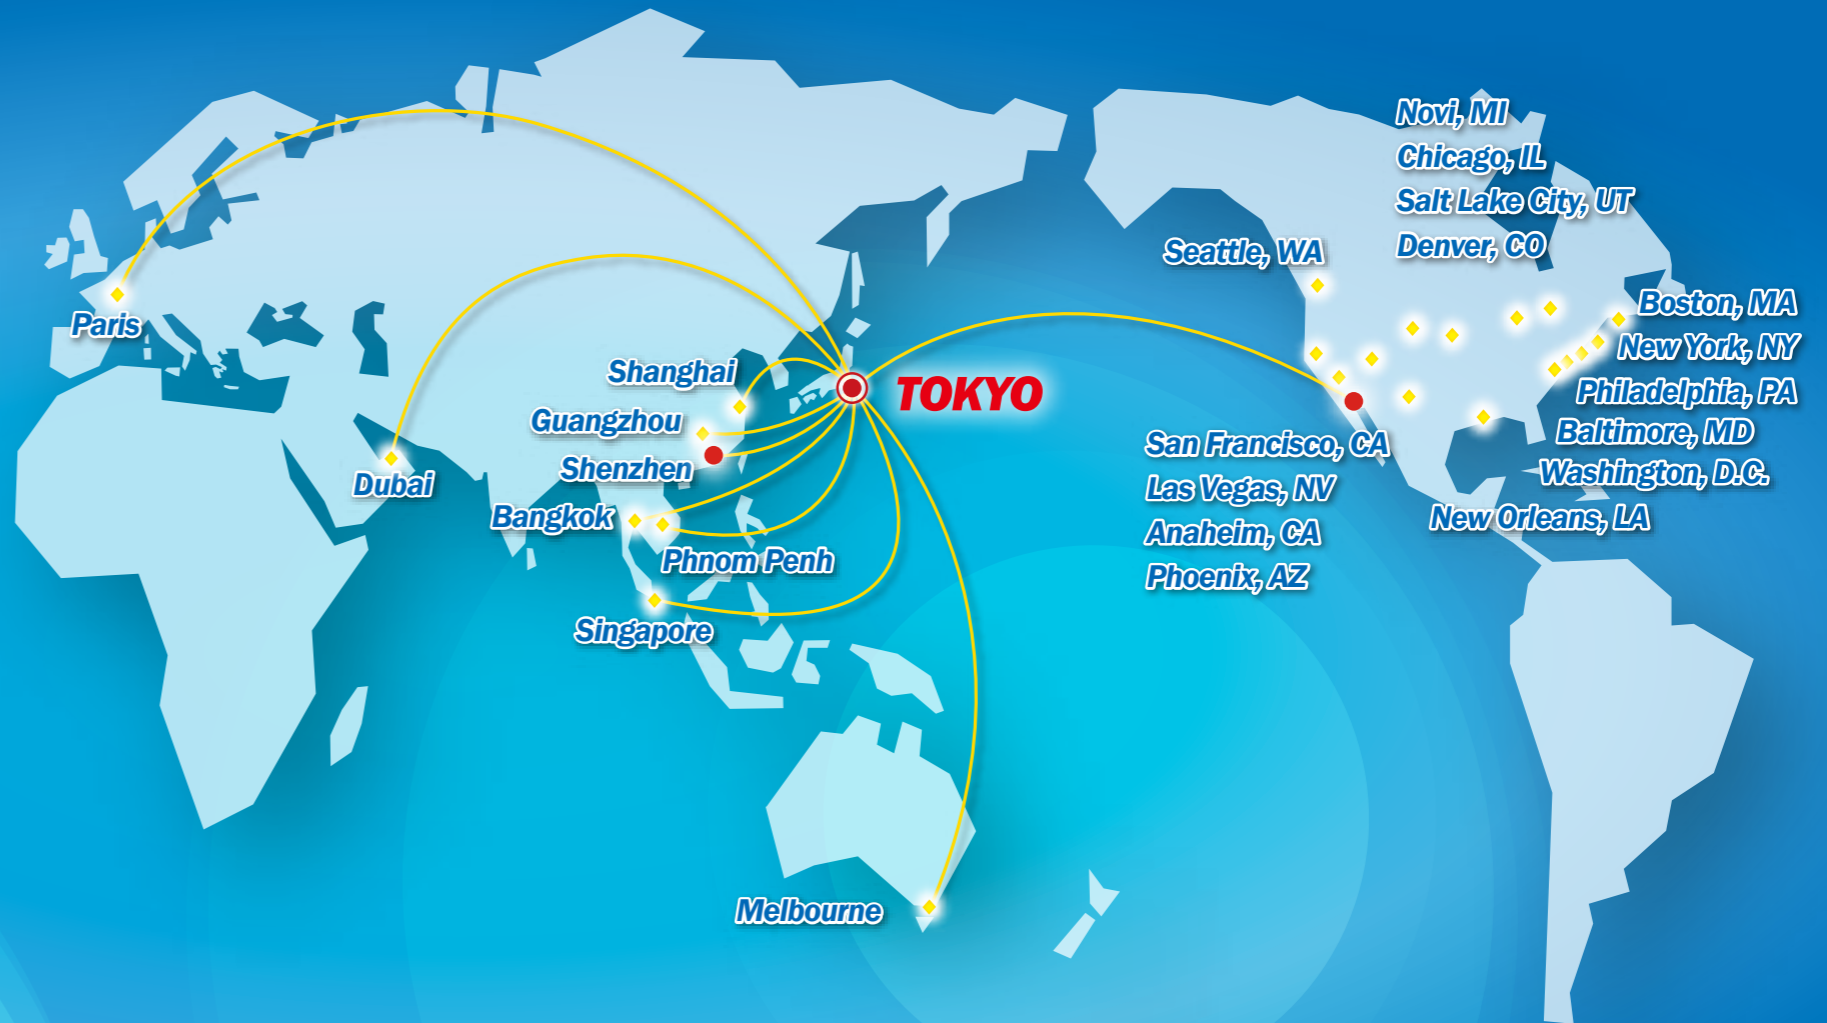 Novi, MI
Chicago, IL
Salt Lake City, UT
Denver, CO
Seattle, WA
Boston, MA
New York, NY
Philadelphia, PA
Baltimore, MD
Washington, D.C.
New Orleans, LA
San Francisco, CA
Las Vegas, NV
Anaheim, CA
Phoenix, AZ
TOKYO
Paris
Dubai
Shanghai
Guangzhou
Shenzhen
Bangkok
Phnom Penh
Singapore
Melbourne